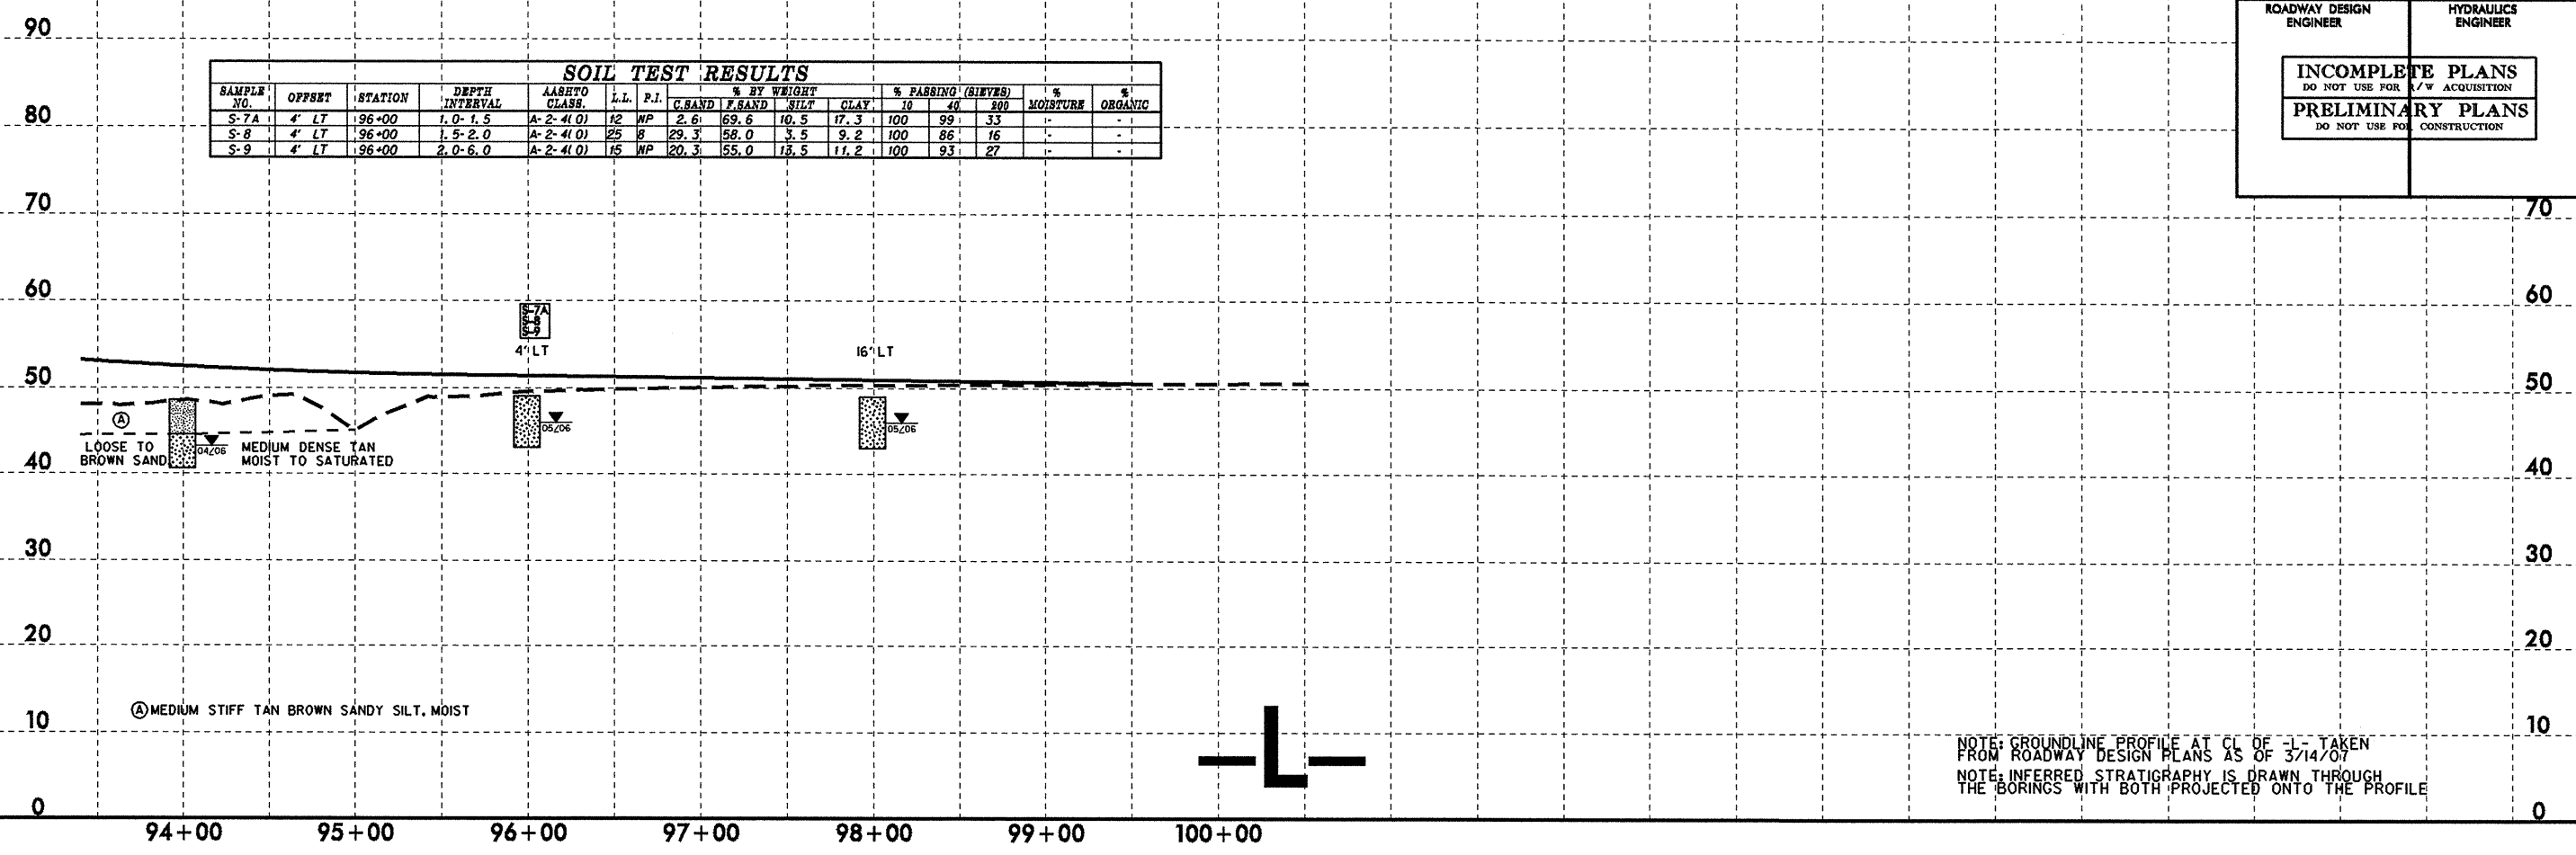 ROADWAY DESIGN ENGINEER
HYDRAULICS ENGINEER
INCOMPLETE PLANS
DO NOT USE FOR R/W ACQUISITION
PRELIMINARY PLANS
DO NOT USE FOR CONSTRUCTION
SOIL TEST RESULTS
SAMPLE NO. OFFSET STATION DEPTH INTERVAL AASHTO CLASS. L.L. P.I. % BY WEIGHT % PASSING (SIEVES) % MOISTURE % ORGANIC
C.SAND F.SAND SILT CLAY 10 40 200
S-7A 4' LT 96+00 1.0-1.5 A-2-4(0) 12 NP 2.6 69.6 10.5 17.3 100 99 33 - -
S-8 4' LT 96+00 1.5-2.0 A-2-4(0) 25 8 29.3 58.0 3.5 9.2 100 86 16 - -
S-9 4' LT 96+00 2.0-6.0 A-2-4(0) 15 NP 20.3 55.0 13.5 11.2 100 93 27 - -
90
80
70 70
60 60
S-7A
S-8
S-9
4' LT 16' LT
50 50
A
05/06 05/06
04/06
LOOSE TO MEDIUM DENSE TAN
BROWN SAND MOIST TO SATURATED
40 40
30 30
20 20
A MEDIUM STIFF TAN BROWN SANDY SILT, MOIST
10 10
-L-
NOTE: GROUNDLINE PROFILE AT CL OF -L- TAKEN
FROM ROADWAY DESIGN PLANS AS OF 3/14/07
NOTE: INFERRED STRATIGRAPHY IS DRAWN THROUGH
THE BORINGS WITH BOTH PROJECTED ONTO THE PROFILE
0 0
94+00 95+00 96+00 97+00 98+00 99+00 100+00